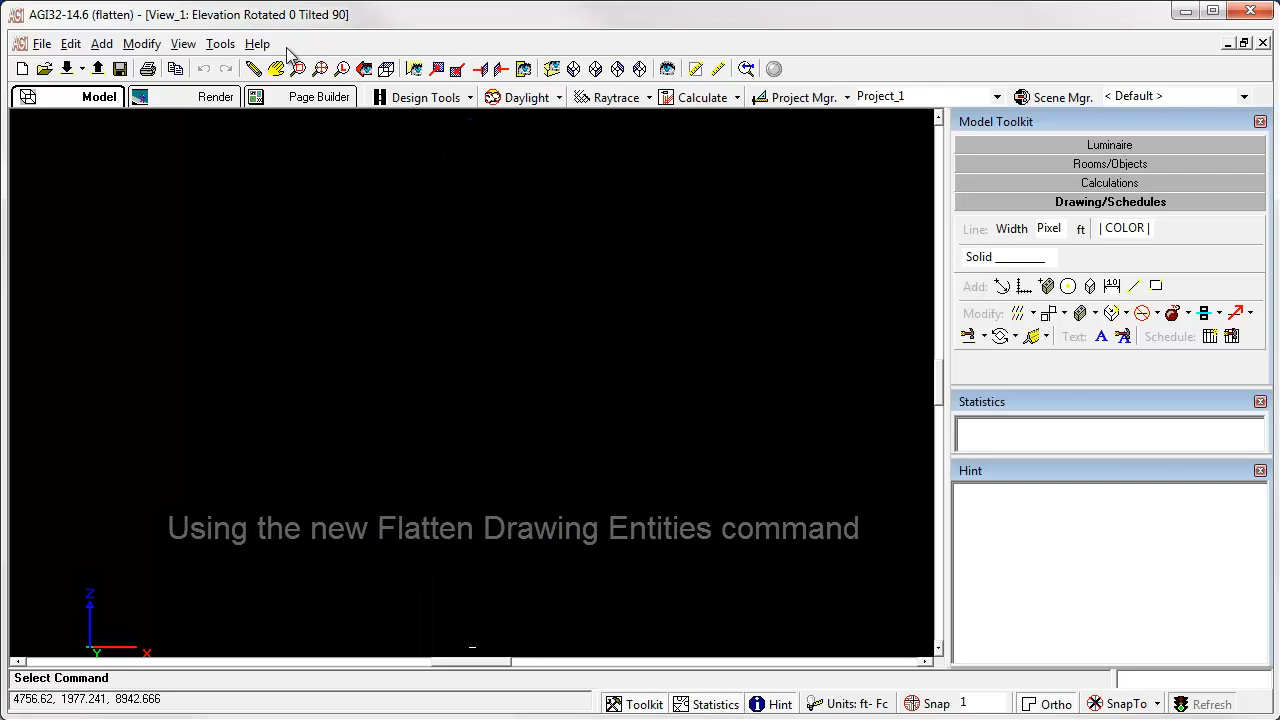 AGI32-14.6 (flatten) - [View_1: Elevation Rotated 0 Tilted 90]
AGI File Edit Add Modify View Tools Help
Model Render Page Builder Design Tools Daylight Raytrace Calculate Project Mgr. Project_1 Scene Mgr. < Default >
Model Toolkit
Luminaire
Rooms/Objects
Calculations
Drawing/Schedules
Line: Width Pixel ft | COLOR |
Solid ________
Add:
Modify:
Text: Schedule:
Statistics
Hint
Using the new Flatten Drawing Entities command
Z
Y X
Select Command
4756.62, 1977.241, 8942.666
Toolkit Statistics Hint Units: ft- Fc Snap 1 Ortho SnapTo Refresh